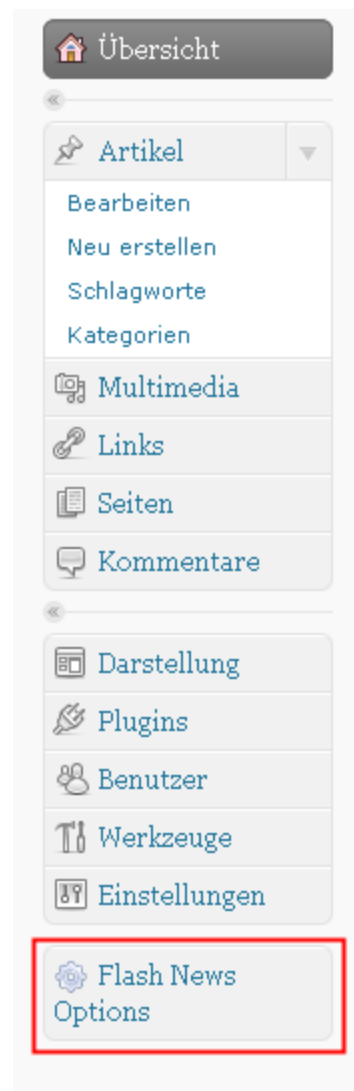 Übersicht
Artikel
Bearbeiten
Neu erstellen
Schlagworte
Kategorien
Multimedia
Links
Seiten
Kommentare
Darstellung
Plugins
Benutzer
Werkzeuge
Einstellungen
Flash News
Options